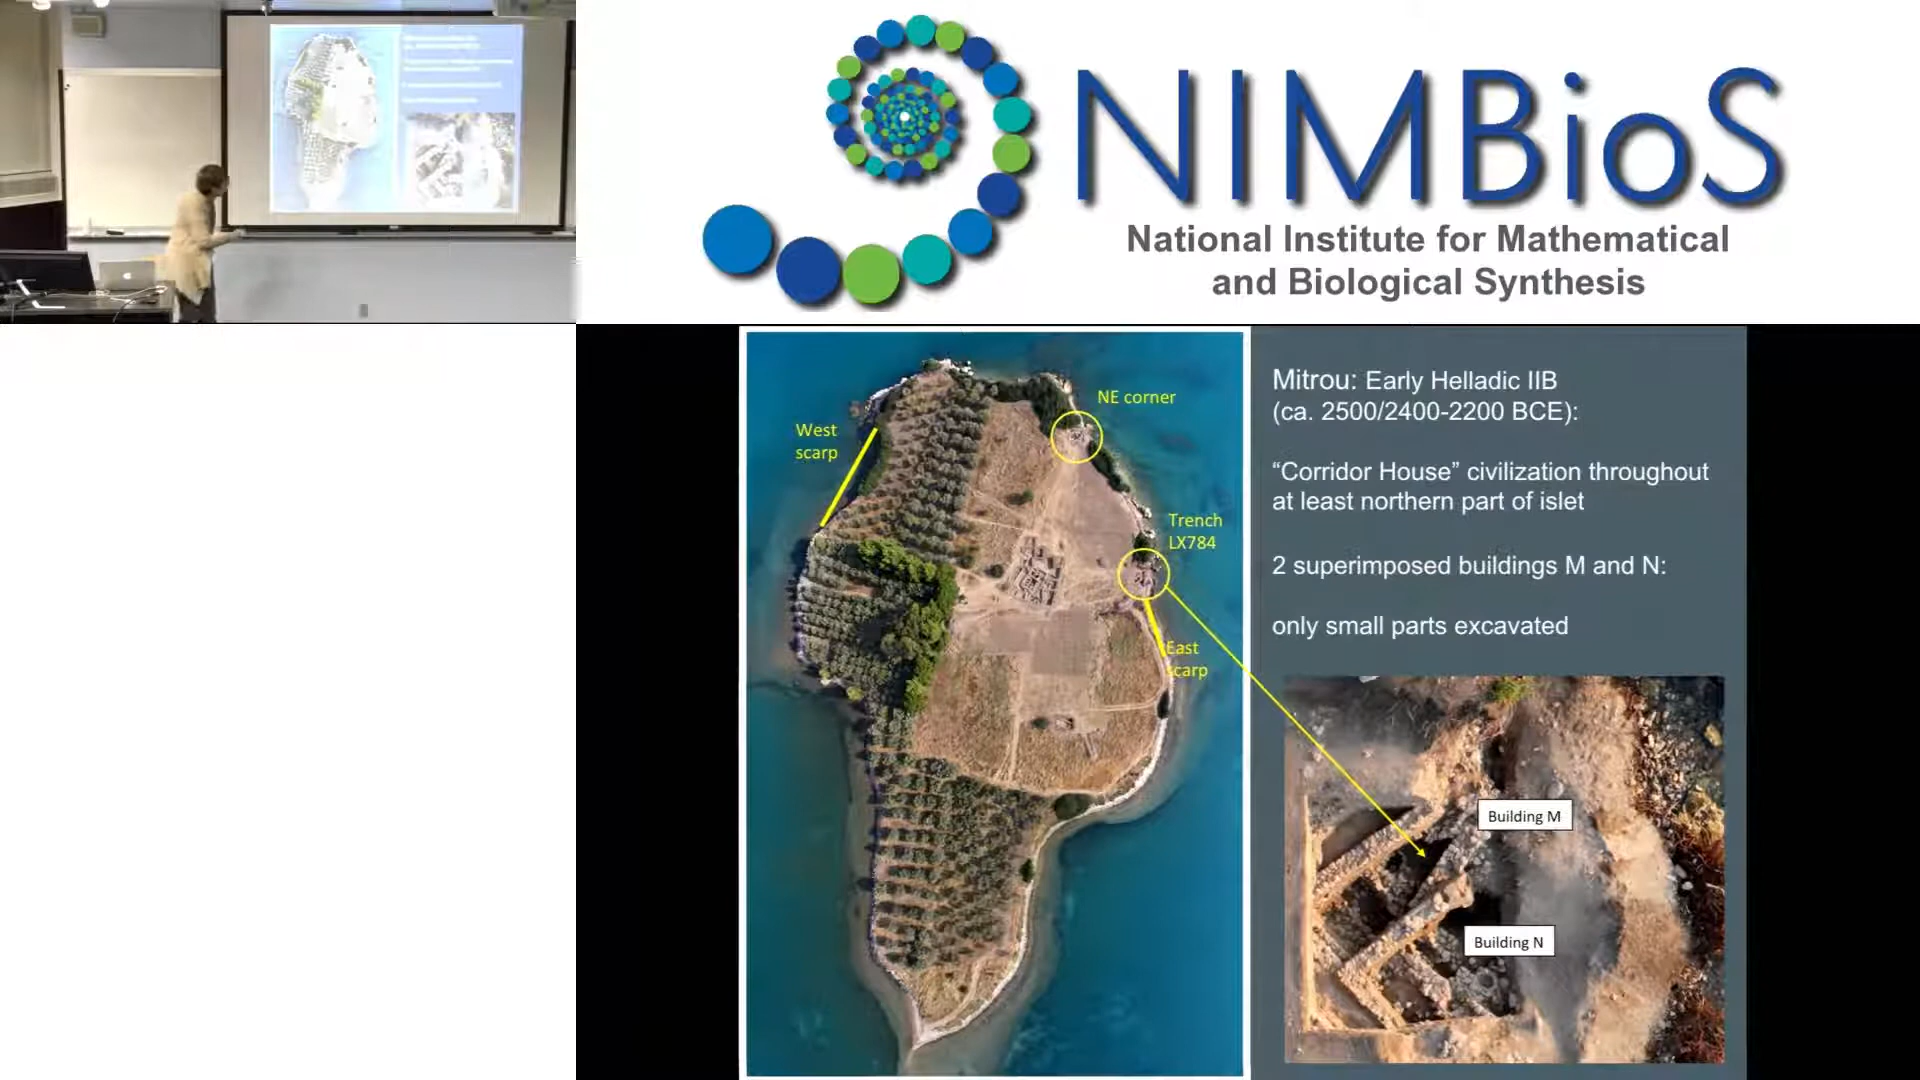 NIMBioS
National Institute for Mathematical
and Biological Synthesis
West
scarp
NE corner
Trench
LX784
East
scarp
Mitrou: Early Helladic IIB
(ca. 2500/2400-2200 BCE):
“Corridor House” civilization throughout
at least northern part of islet
2 superimposed buildings M and N:
only small parts excavated
Building M
Building N